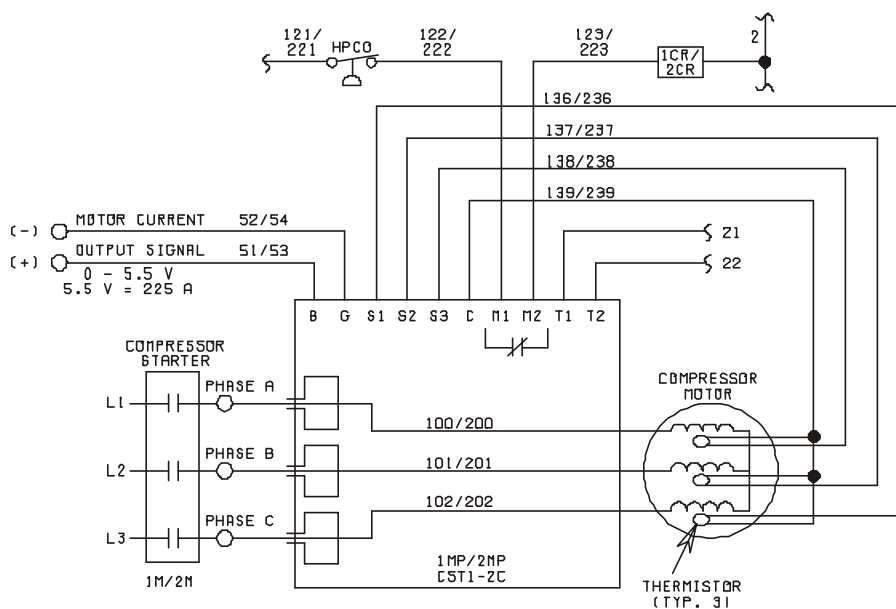 121/
221
HPCO
122/
222
123/
223
1CR/
2CR
2
136/236
137/237
138/238
139/239
(-) MOTOR CURRENT 52/54
(+) OUTPUT SIGNAL 51/53
0 - 5.5 V
5.5 V = 225 A
21
22
B G S1 S2 S3 C M1 M2 T1 T2
COMPRESSOR
STARTER
L1 PHASE A
L2 PHASE B
L3 PHASE C
1M/2M
100/200
101/201
102/202
COMPRESSOR
MOTOR
1MP/2MP
CST1-2C
THERMISTOR
(TYP. 3)